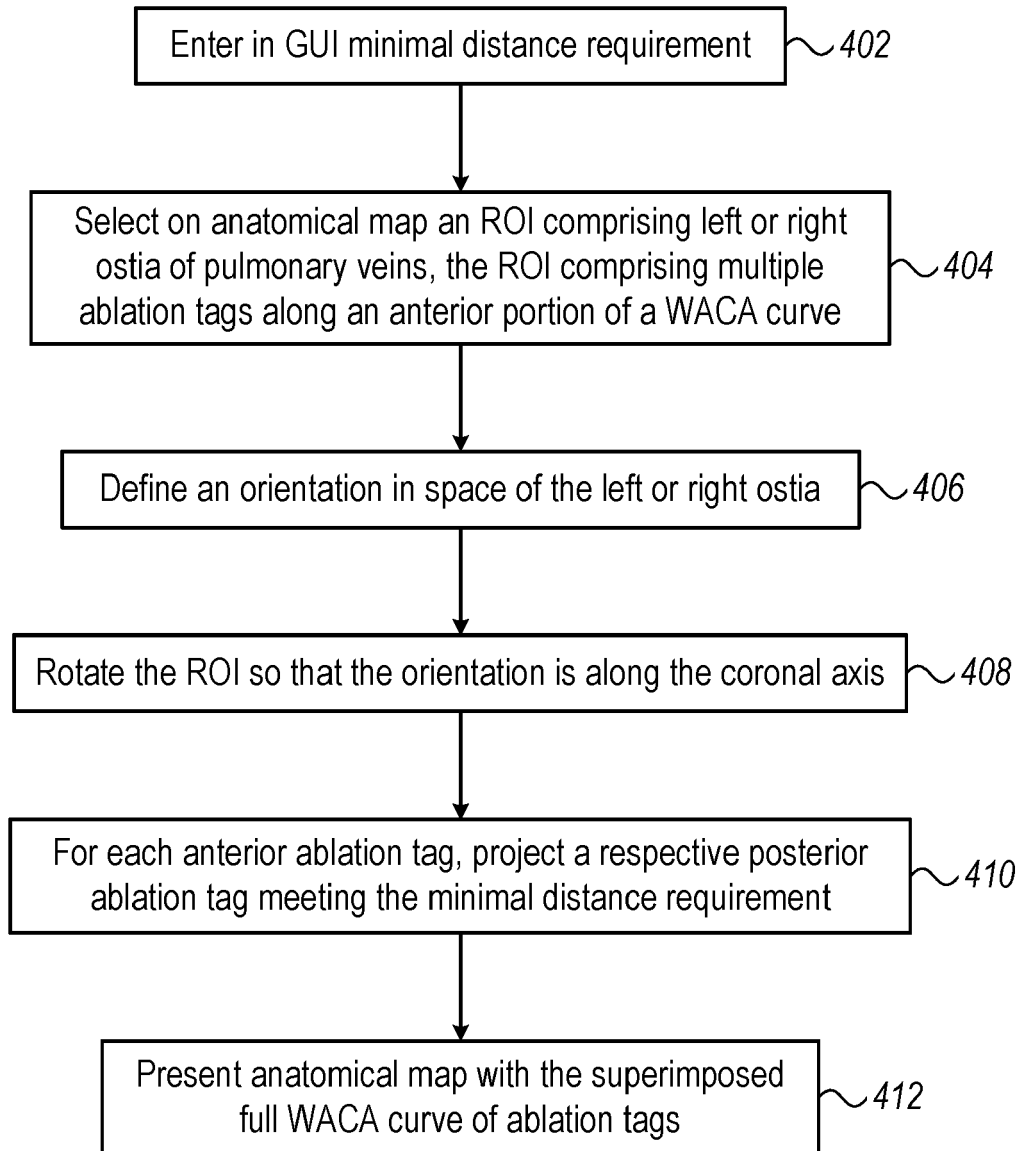 Enter in GUI minimal distance requirement
402
Select on anatomical map an ROI comprising left or right
ostia of pulmonary veins, the ROI comprising multiple
ablation tags along an anterior portion of a WACA curve
404
Define an orientation in space of the left or right ostia
406
Rotate the ROI so that the orientation is along the coronal axis
408
For each anterior ablation tag, project a respective posterior
ablation tag meeting the minimal distance requirement
410
Present anatomical map with the superimposed
full WACA curve of ablation tags
412